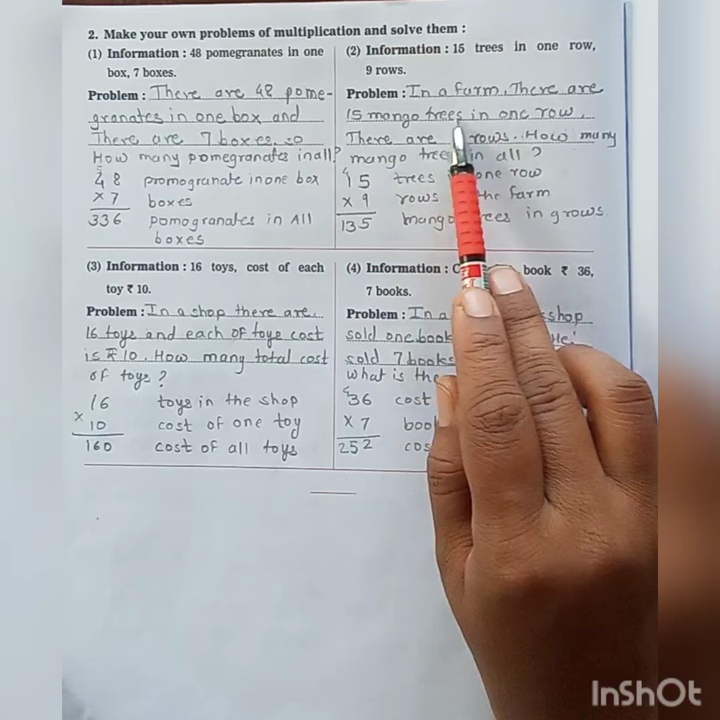 2. Make your own problems of multiplication and solve them :
(1) Information : 48 pomegranates in one
box, 7 boxes.
Problem : There are 48 pome-
granates in one box and
There are 7 boxes. so
How many pomegranates in all?
48 promogranate in one box
× 7 boxes
336 pomogranates in All
boxes
(2) Information : 15 trees in one row,
9 rows.
Problem : In a furm, There are
15 mango trees in one row.
There are rows. How many
mango tree in all ?
15 trees one row
× 9 rows the farm
135 mango trees in grows
(3) Information : 16 toys, cost of each
toy ₹ 10.
Problem : In a shop there are
16 toys and each of toys cost
is ₹ 10. How many total cost
of toys ?
16 toys in the shop
× 10 cost of one toy
160 cost of all toys
(4) Information : book ₹ 36,
7 books.
Problem : In a shop
sold one book He
sold 7 books
What is the
36 cost
× 7
252
InShOt